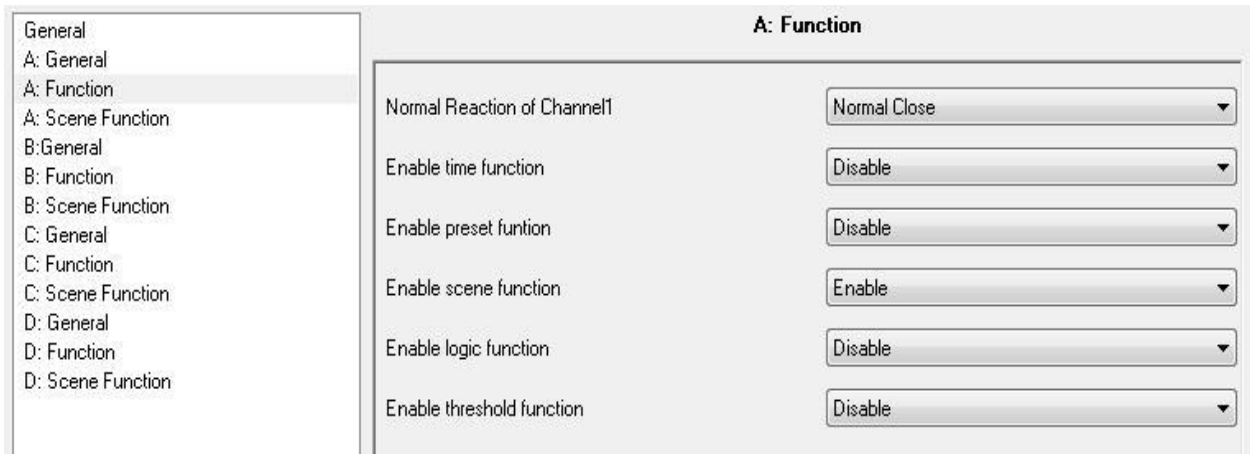 General
A: General
A: Function
A: Scene Function
B:General
B: Function
B: Scene Function
C: General
C: Function
C: Scene Function
D: General
D: Function
D: Scene Function
A: Function
Normal Reaction of Channel1 Normal Close
Enable time function Disable
Enable preset funtion Disable
Enable scene function Enable
Enable logic function Disable
Enable threshold function Disable